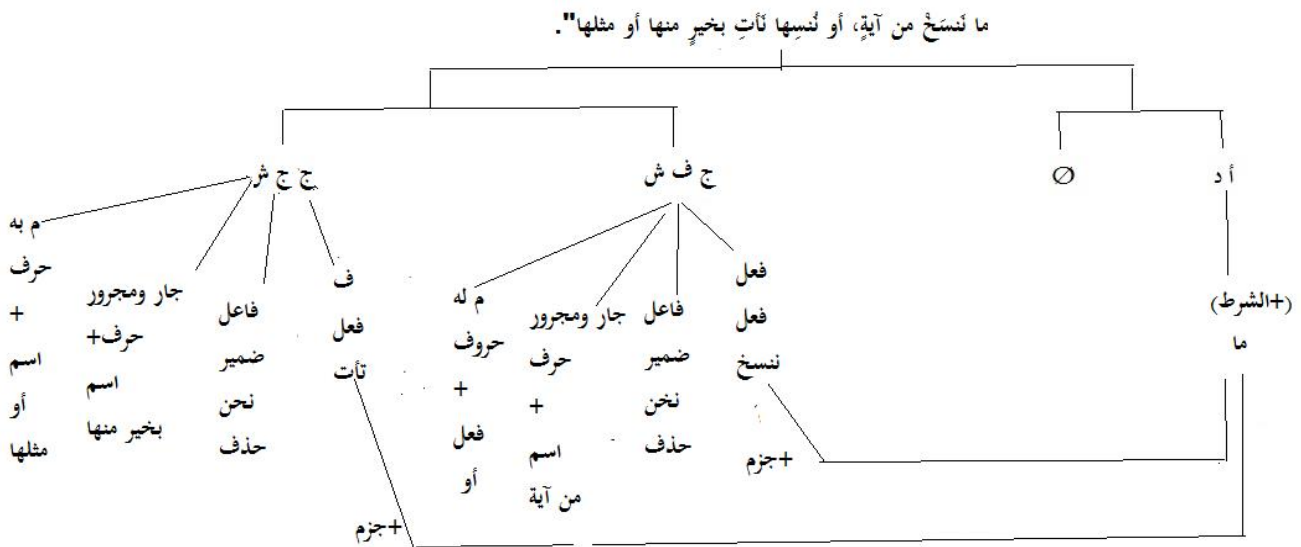 ما نَنسَخْ من آيةٍ، أو نُنسِها نَأتِ بخيرٍ منها أو مثلها".
أ د
Ø
ج ف ش
ج ج ش
(+الشرط)
ما
فعل
فعل
ننسخ
+جزم
فاعل
ضمير
نخن
حذف
جار ومجرور
حرف
+
اسم
من آية
م له
حروف
+
فعل
أو
ف
فعل
تأت
+جزم
فاعل
ضمير
نحن
حذف
جار ومجرور
حرف+
اسم
بخير منها
م به
حرف
+
اسم
أو
مثلها